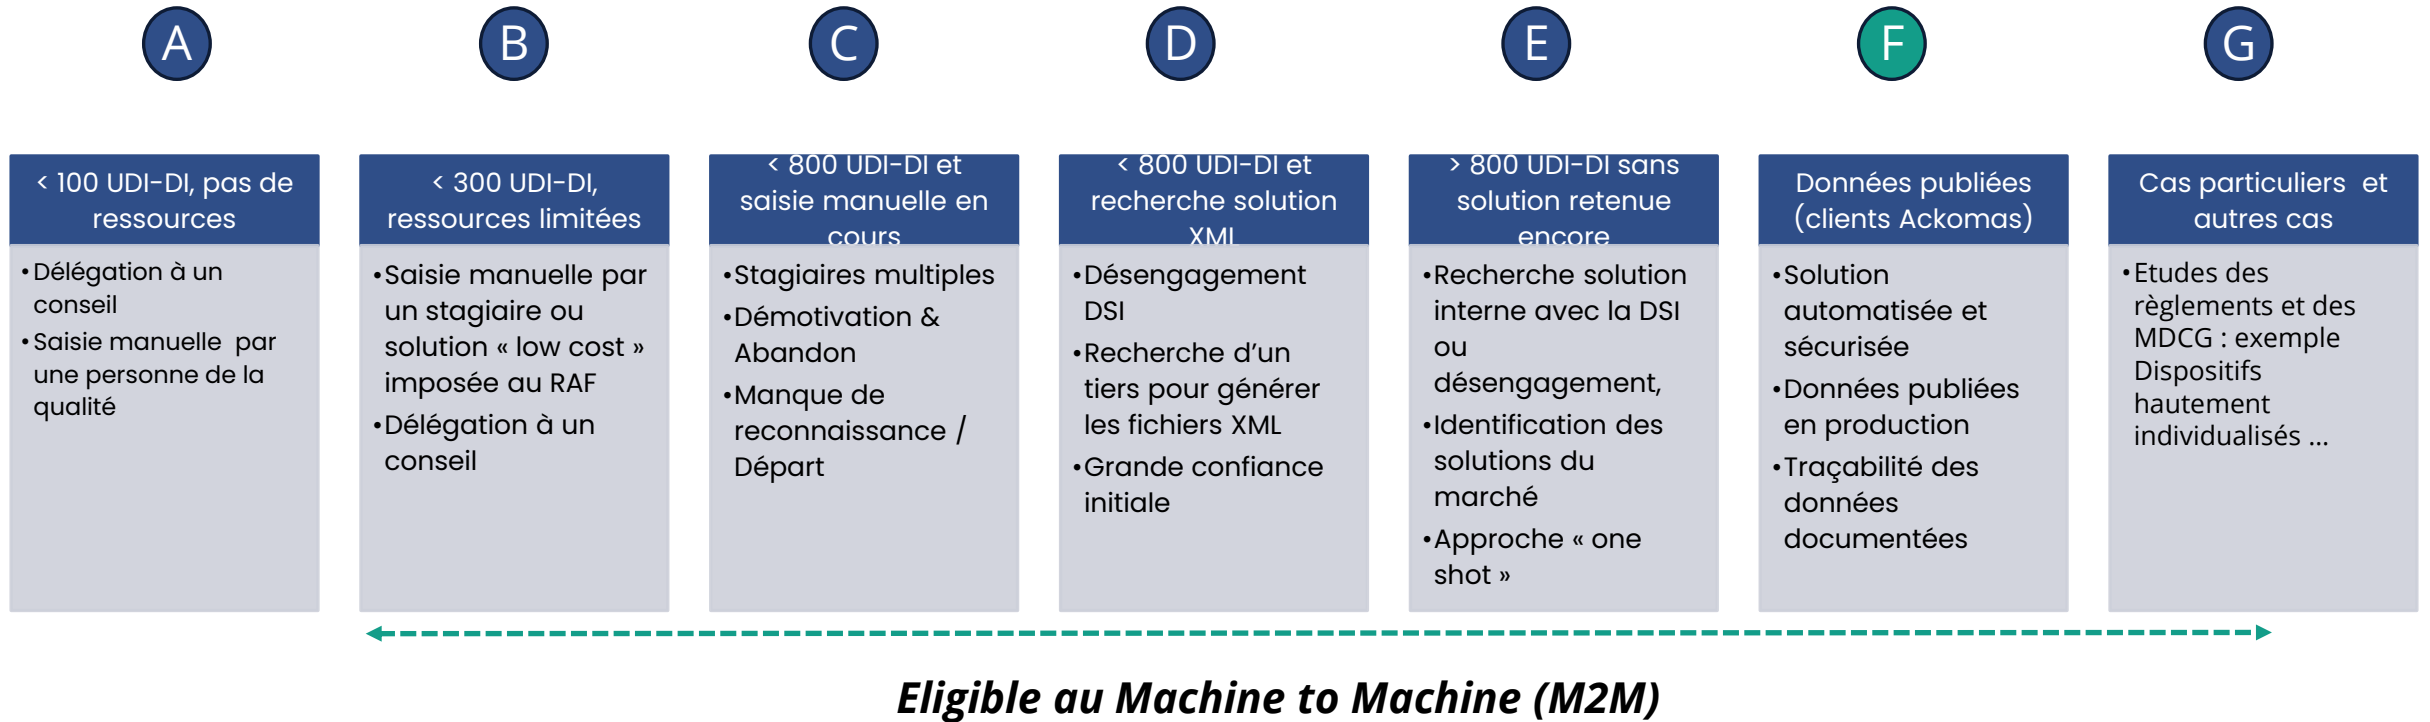 A
B
C
D
E
F
G
< 100 UDI-DI, pas de
ressources
• Délégation à un
conseil
• Saisie manuelle par
une personne de la
qualité
< 300 UDI-DI,
ressources limitées
•Saisie manuelle par
un stagiaire ou
solution « low cost »
imposée au RAF
•Délégation à un
conseil
< 800 UDI-DI et
saisie manuelle en
cours
•Stagiaires multiples
•Démotivation &
Abandon
•Manque de
reconnaissance /
Départ
< 800 UDI-DI et
recherche solution
XML
•Désengagement
DSI
•Recherche d’un
tiers pour générer
les fichiers XML
•Grande confiance
initiale
> 800 UDI-DI sans
solution retenue
encore
•Recherche solution
interne avec la DSI
ou
désengagement,
•Identification des
solutions du
marché
•Approche « one
shot »
Données publiées
(clients Ackomas)
•Solution
automatisée et
sécurisée
•Données publiées
en production
•Traçabilité des
données
documentées
Cas particuliers et
autres cas
•Etudes des
règlements et des
MDCG : exemple
Dispositifs
hautement
individualisés ...
Eligible au Machine to Machine (M2M)